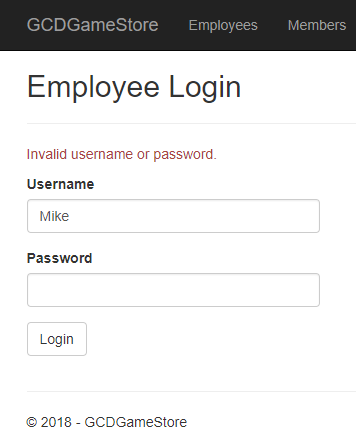 GCDGameStore Employees Members
Employee Login
Invalid username or password.
Username
Mike
Password
Login
© 2018 - GCDGameStore